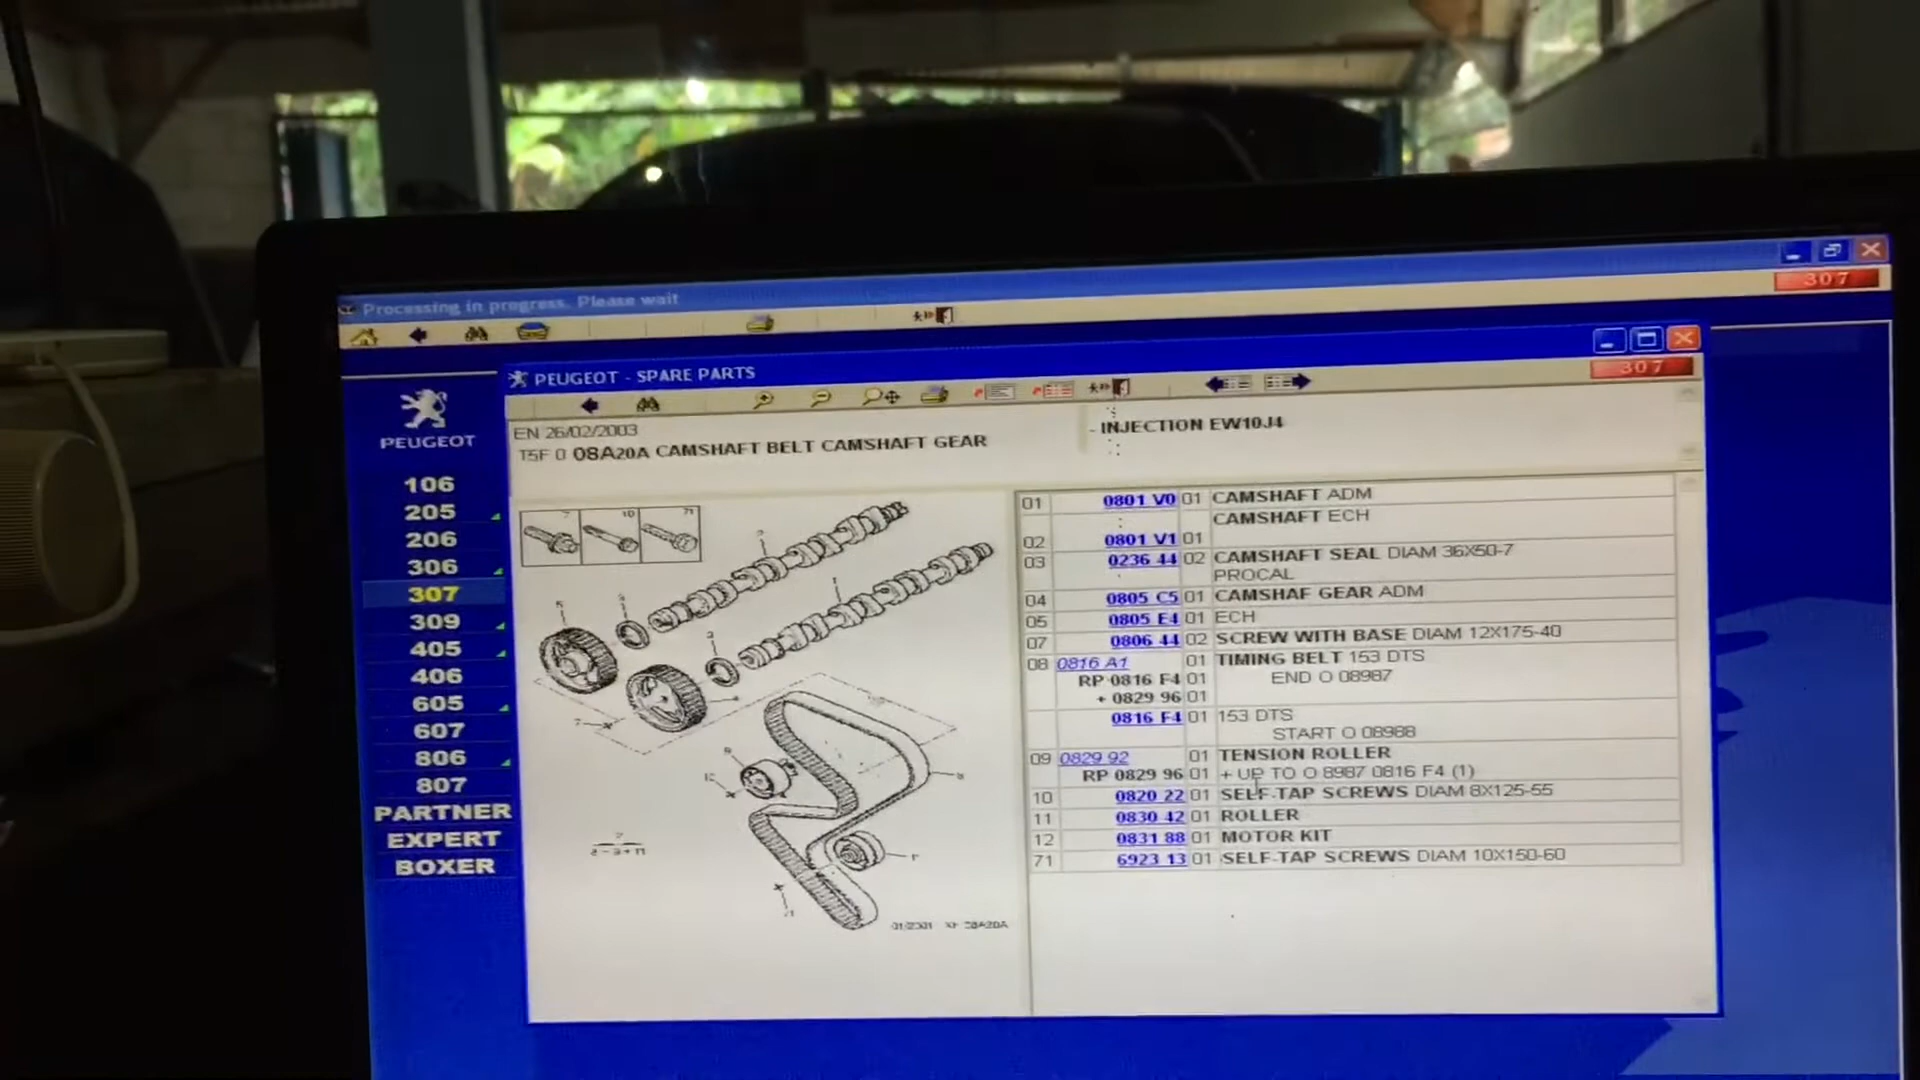 Processing in progress. Please wait
307
PEUGEOT - SPARE PARTS
307
PEUGEOT
106
205
206
306
307
309
405
406
605
607
806
807
PARTNER
EXPERT
BOXER
EN 26/02/2003
T5F 0 08A20A CAMSHAFT BELT CAMSHAFT GEAR
- INJECTION EW10J4
7 10 71
01 0801 V0 01 CAMSHAFT ADM
CAMSHAFT ECH
02 0801 V1 01
03 0236 44 02 CAMSHAFT SEAL DIAM 36X50-7
PROCAL
04 0805 C5 01 CAMSHAF GEAR ADM
05 0805 E4 01 ECH
07 0806 44 02 SCREW WITH BASE DIAM 12X175-40
08 0816 A1 01 TIMING BELT 153 DTS
RP 0816 F4 01 END O 08987
+ 0829 96 01
0816 F4 01 153 DTS
START O 08988
09 0829 92 01 TENSION ROLLER
RP 0829 96 01 + UP TO O 8987 0816 F4 (1)
10 0820 22 01 SELF-TAP SCREWS DIAM 8X125-55
11 0830 42 01 ROLLER
12 0831 88 01 MOTOR KIT
71 6923 13 01 SELF-TAP SCREWS DIAM 10X150-60